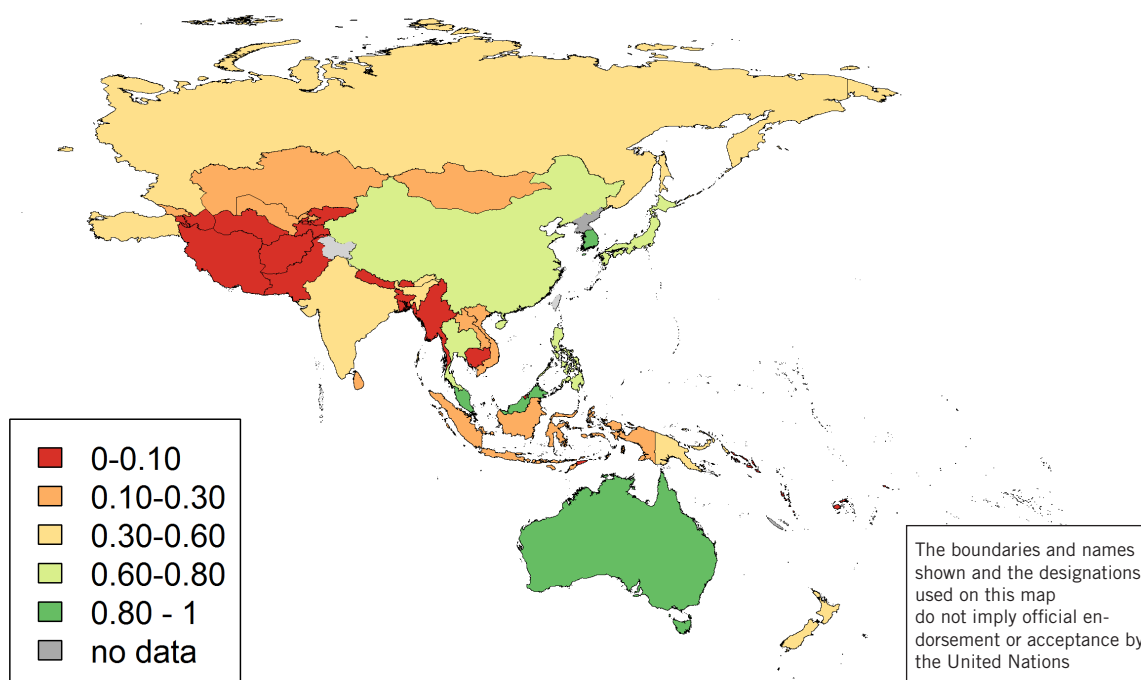 0-0.10
0.10-0.30
0.30-0.60
0.60-0.80
0.80 - 1
no data
The boundaries and names
shown and the designations
used on this map
do not imply official en-
dorsement or acceptance by
the United Nations